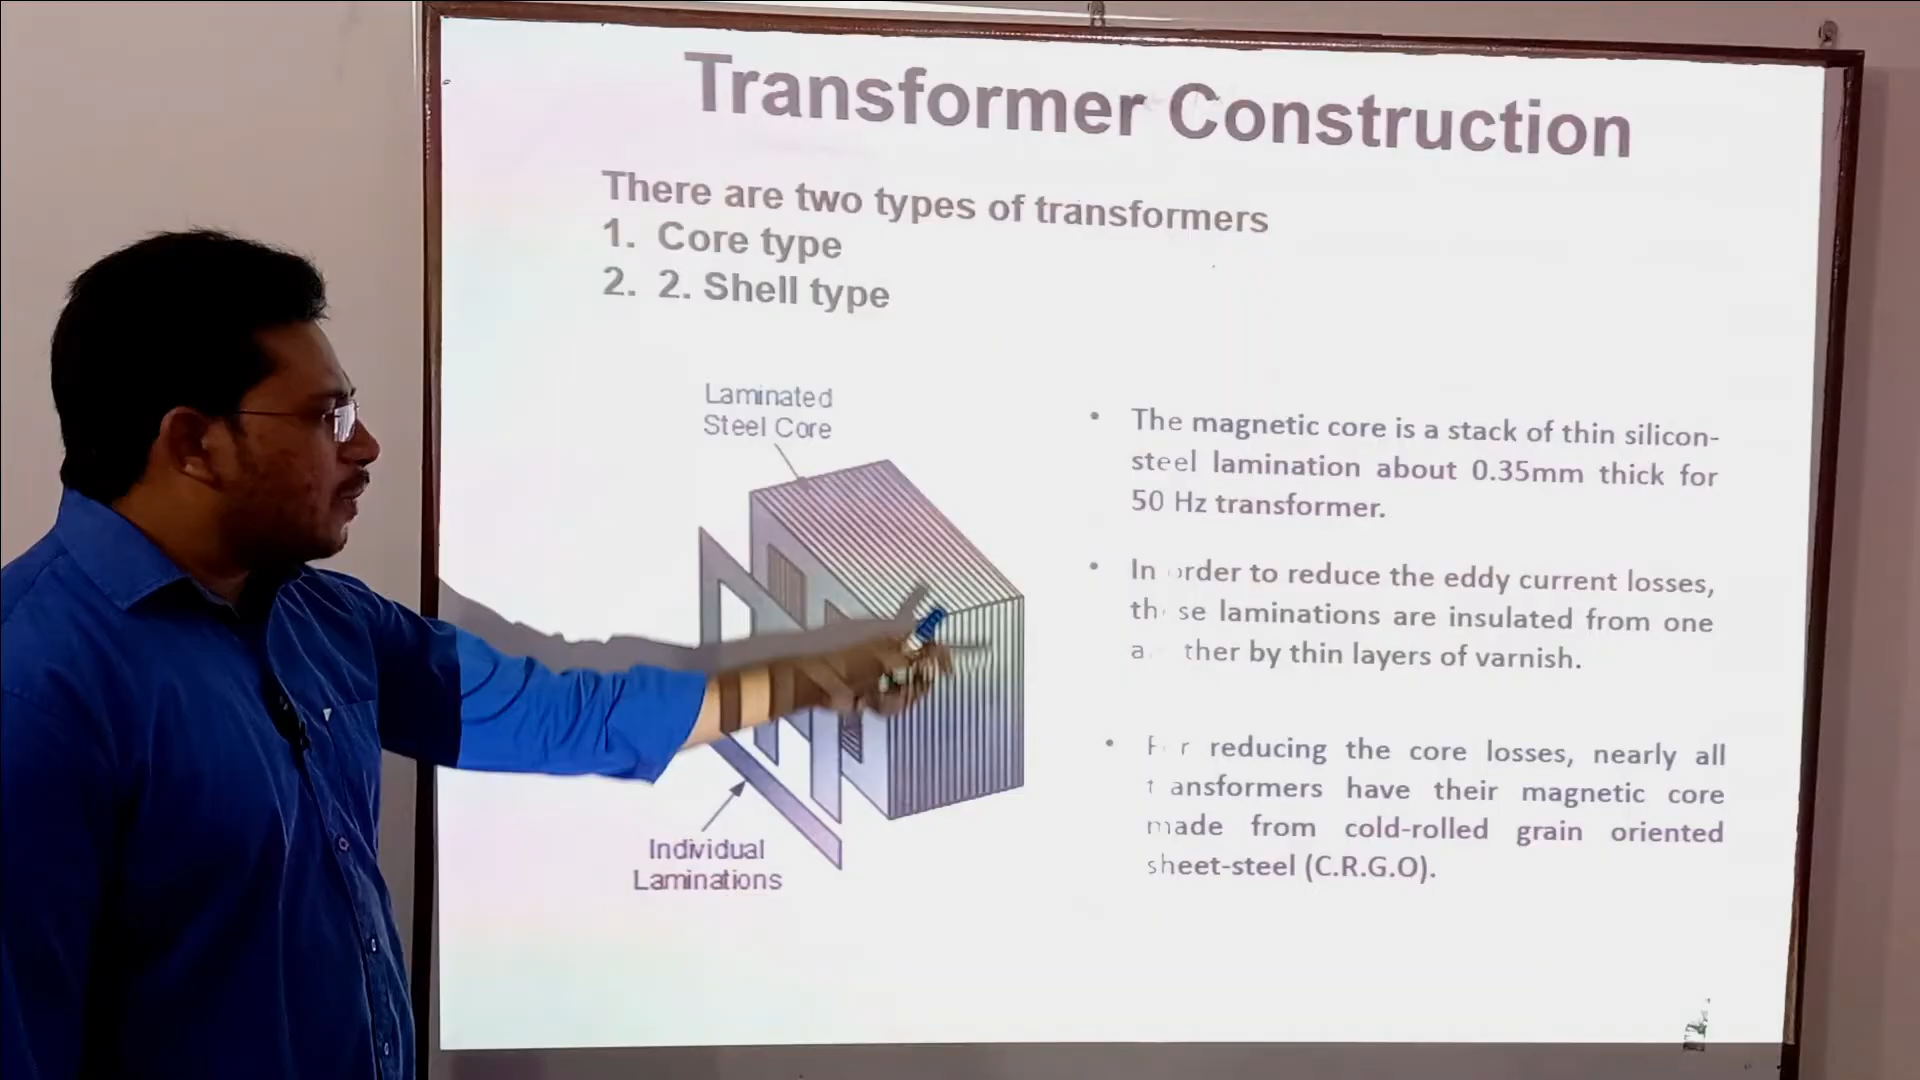 Transformer Construction
There are two types of transformers
1. Core type
2. 2. Shell type
Laminated
Steel Core
Individual
Laminations
• The magnetic core is a stack of thin silicon-
steel lamination about 0.35mm thick for
50 Hz transformer.
• In order to reduce the eddy current losses,
these laminations are insulated from one
another by thin layers of varnish.
• For reducing the core losses, nearly all
transformers have their magnetic core
made from cold-rolled grain oriented
sheet-steel (C.R.G.O).